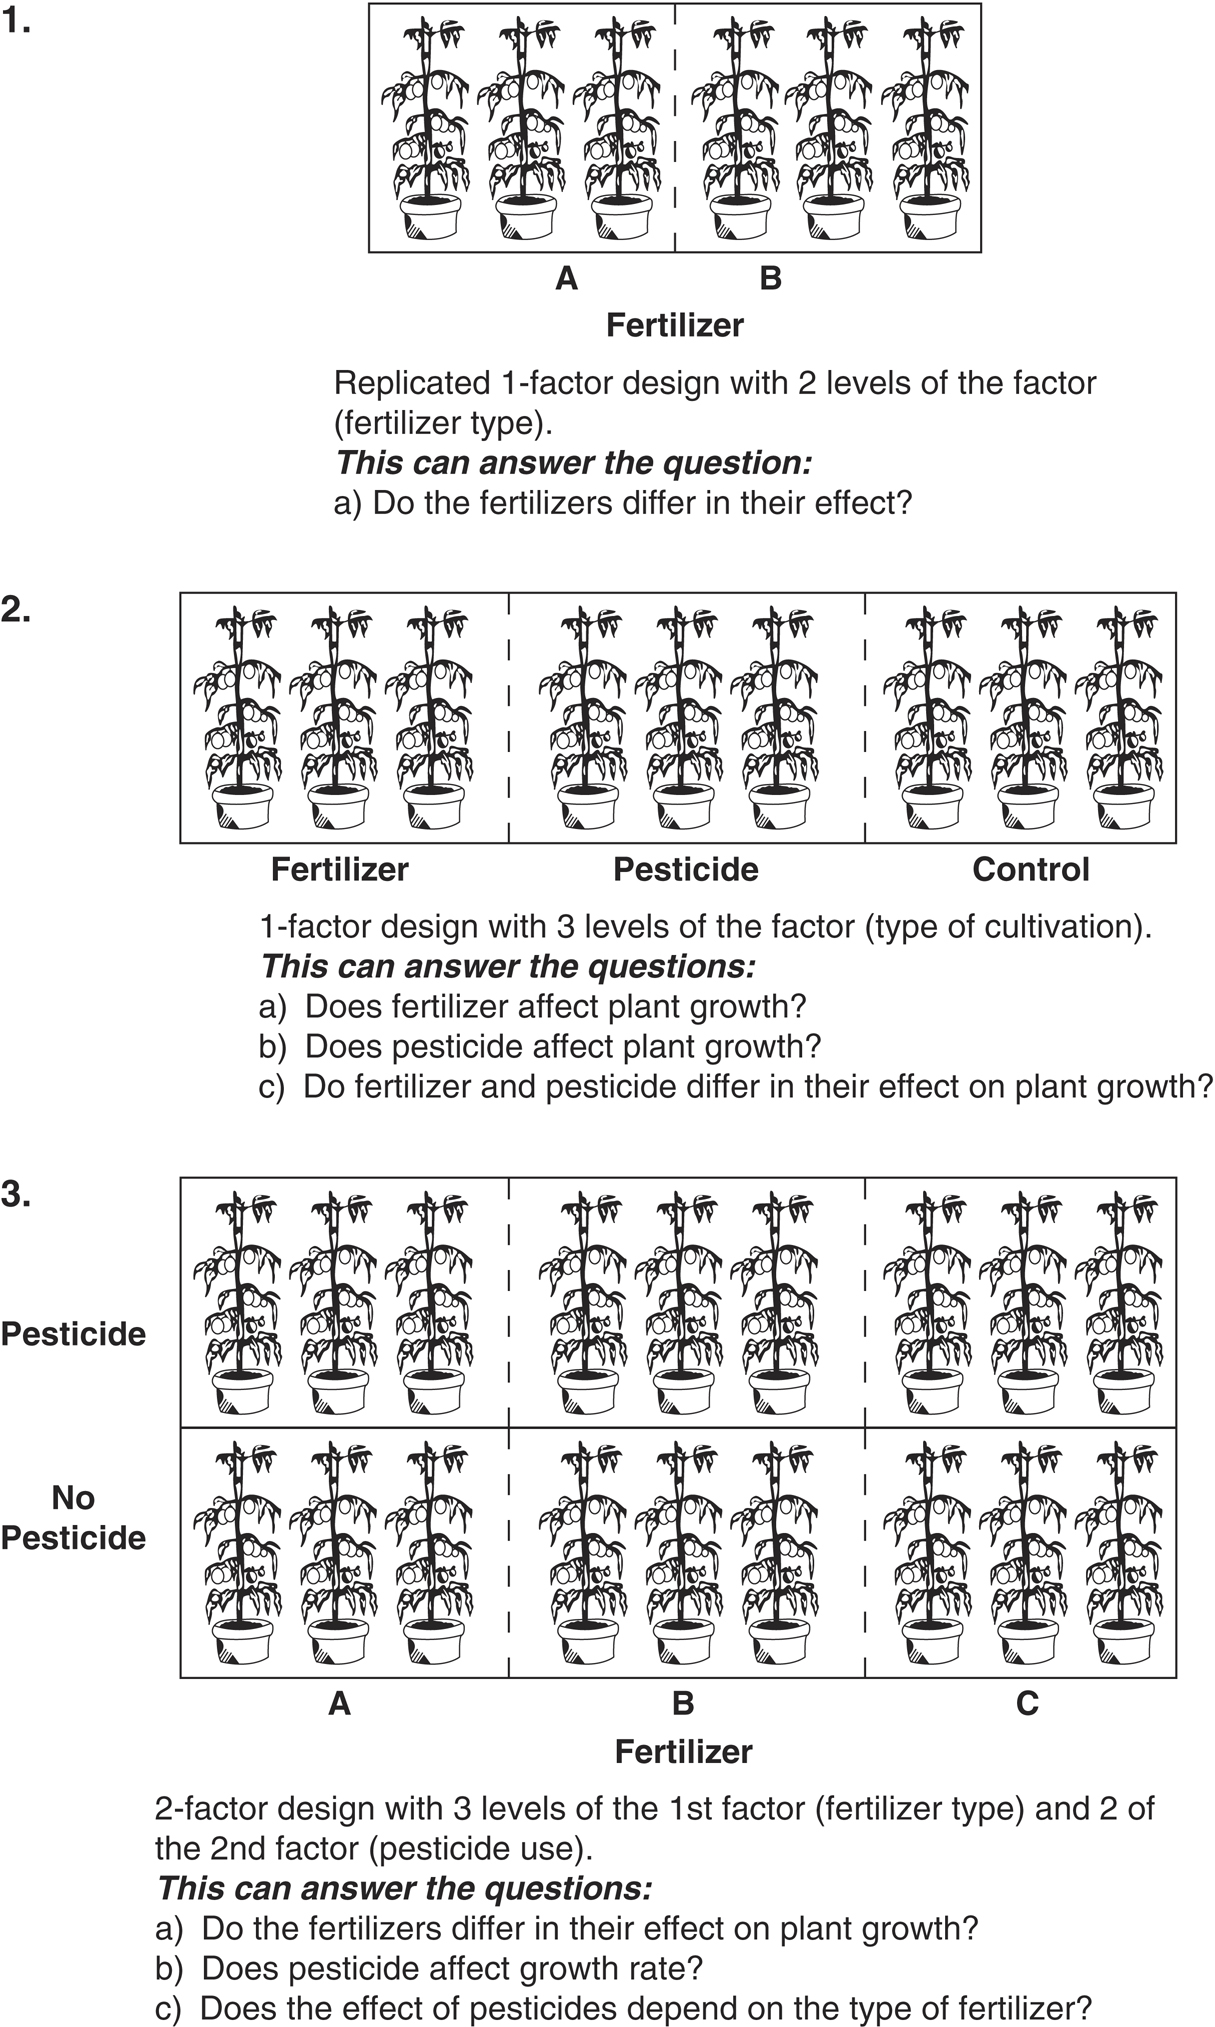 1.
A B
Fertilizer
Replicated 1-factor design with 2 levels of the factor
(fertilizer type).
This can answer the question:
a) Do the fertilizers differ in their effect?
2.
Fertilizer Pesticide Control
1-factor design with 3 levels of the factor (type of cultivation).
This can answer the questions:
a) Does fertilizer affect plant growth?
b) Does pesticide affect plant growth?
c) Do fertilizer and pesticide differ in their effect on plant growth?
3.
Pesticide
No
Pesticide
A B C
Fertilizer
2-factor design with 3 levels of the 1st factor (fertilizer type) and 2 of
the 2nd factor (pesticide use).
This can answer the questions:
a) Do the fertilizers differ in their effect on plant growth?
b) Does pesticide affect growth rate?
c) Does the effect of pesticides depend on the type of fertilizer?